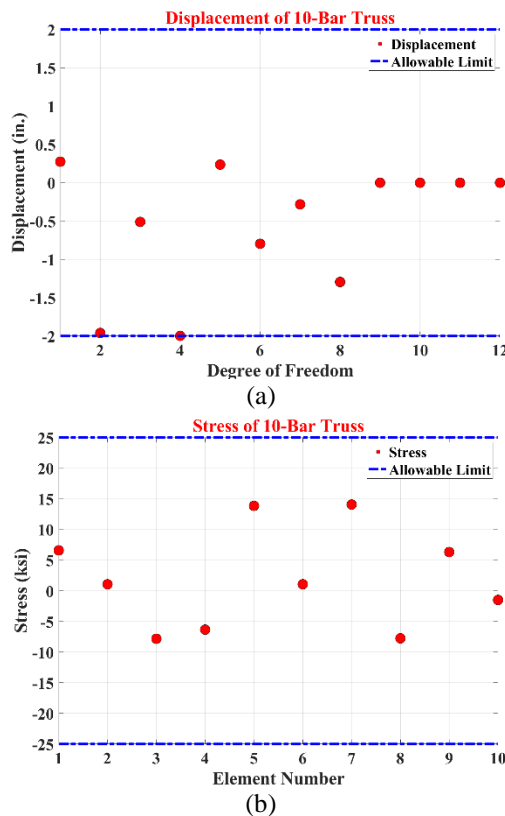 Displacement of 10-Bar Truss
Displacement (in.)
2
1.5
1
0.5
0
-0.5
-1
-1.5
-2
Displacement
Allowable Limit
2 4 6 8 10 12
Degree of Freedom
(a)
Stress of 10-Bar Truss
Stress (ksi)
25
20
15
10
5
0
-5
-10
-15
-20
-25
Stress
Allowable Limit
1 2 3 4 5 6 7 8 9 10
Element Number
(b)